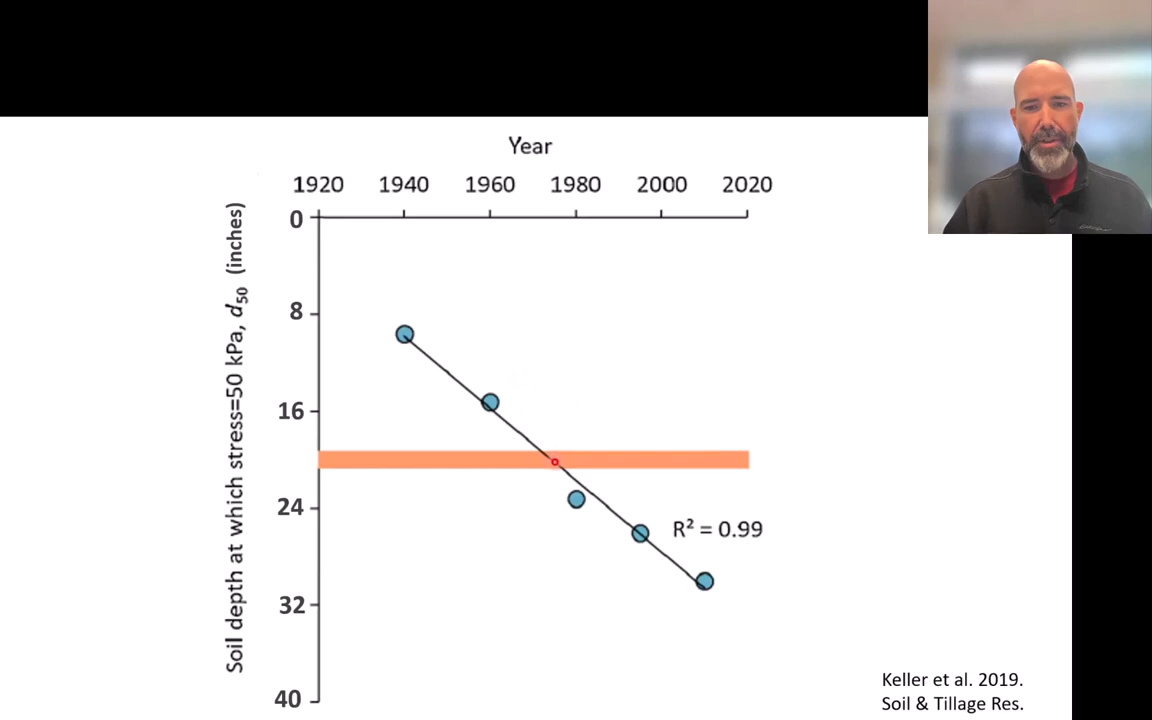 Year
1920 1940 1960 1980 2000 2020
Soil depth at which stress=50 kPa, d50 (inches)
0
8
16
24
32
40
R² = 0.99
Keller et al. 2019.
Soil & Tillage Res.